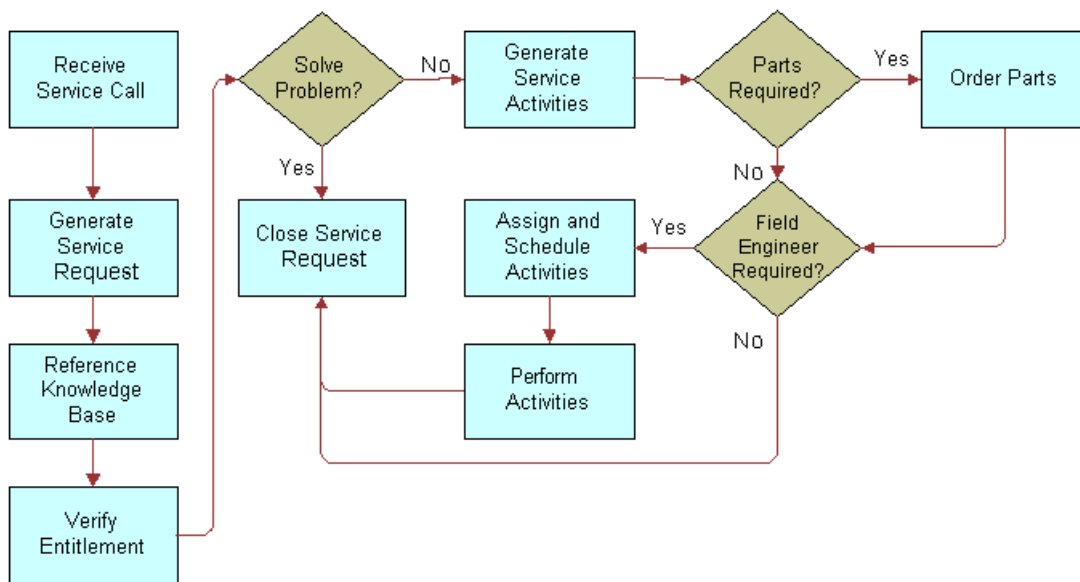 Receive
Service Call
Generate
Service
Request
Reference
Knowledge
Base
Verify
Entitlement
Solve
Problem?
No
Yes
Close Service
Request
Generate
Service
Activities
Parts
Required?
Yes
No
Order Parts
Field
Engineer
Required?
Yes
No
Assign and
Schedule
Activities
Perform
Activities